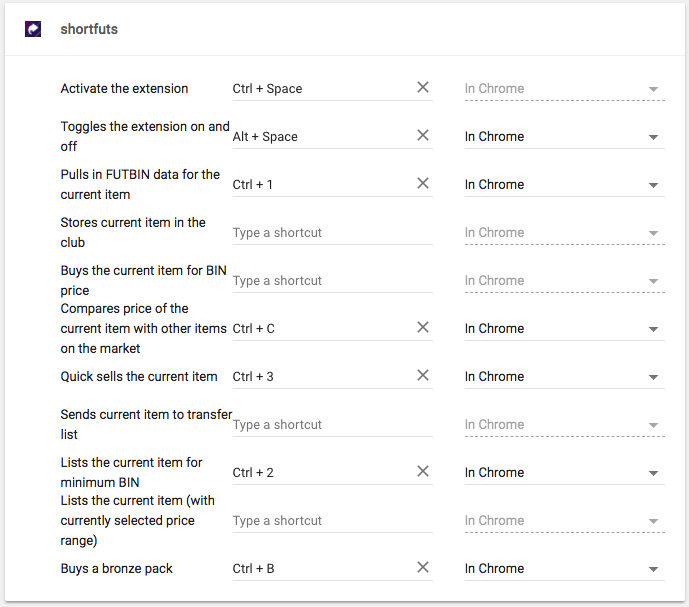 shortfuts
Activate the extension Ctrl + Space In Chrome
Toggles the extension on and
off Alt + Space In Chrome
Pulls in FUTBIN data for the
current item Ctrl + 1 In Chrome
Stores current item in the
club Type a shortcut In Chrome
Buys the current item for BIN
price Type a shortcut In Chrome
Compares price of the
current item with other items Ctrl + C In Chrome
on the market
Quick sells the current item Ctrl + 3 In Chrome
Sends current item to transfer
list Type a shortcut In Chrome
Lists the current item for
minimum BIN Ctrl + 2 In Chrome
Lists the current item (with
currently selected price Type a shortcut In Chrome
range)
Buys a bronze pack Ctrl + B In Chrome